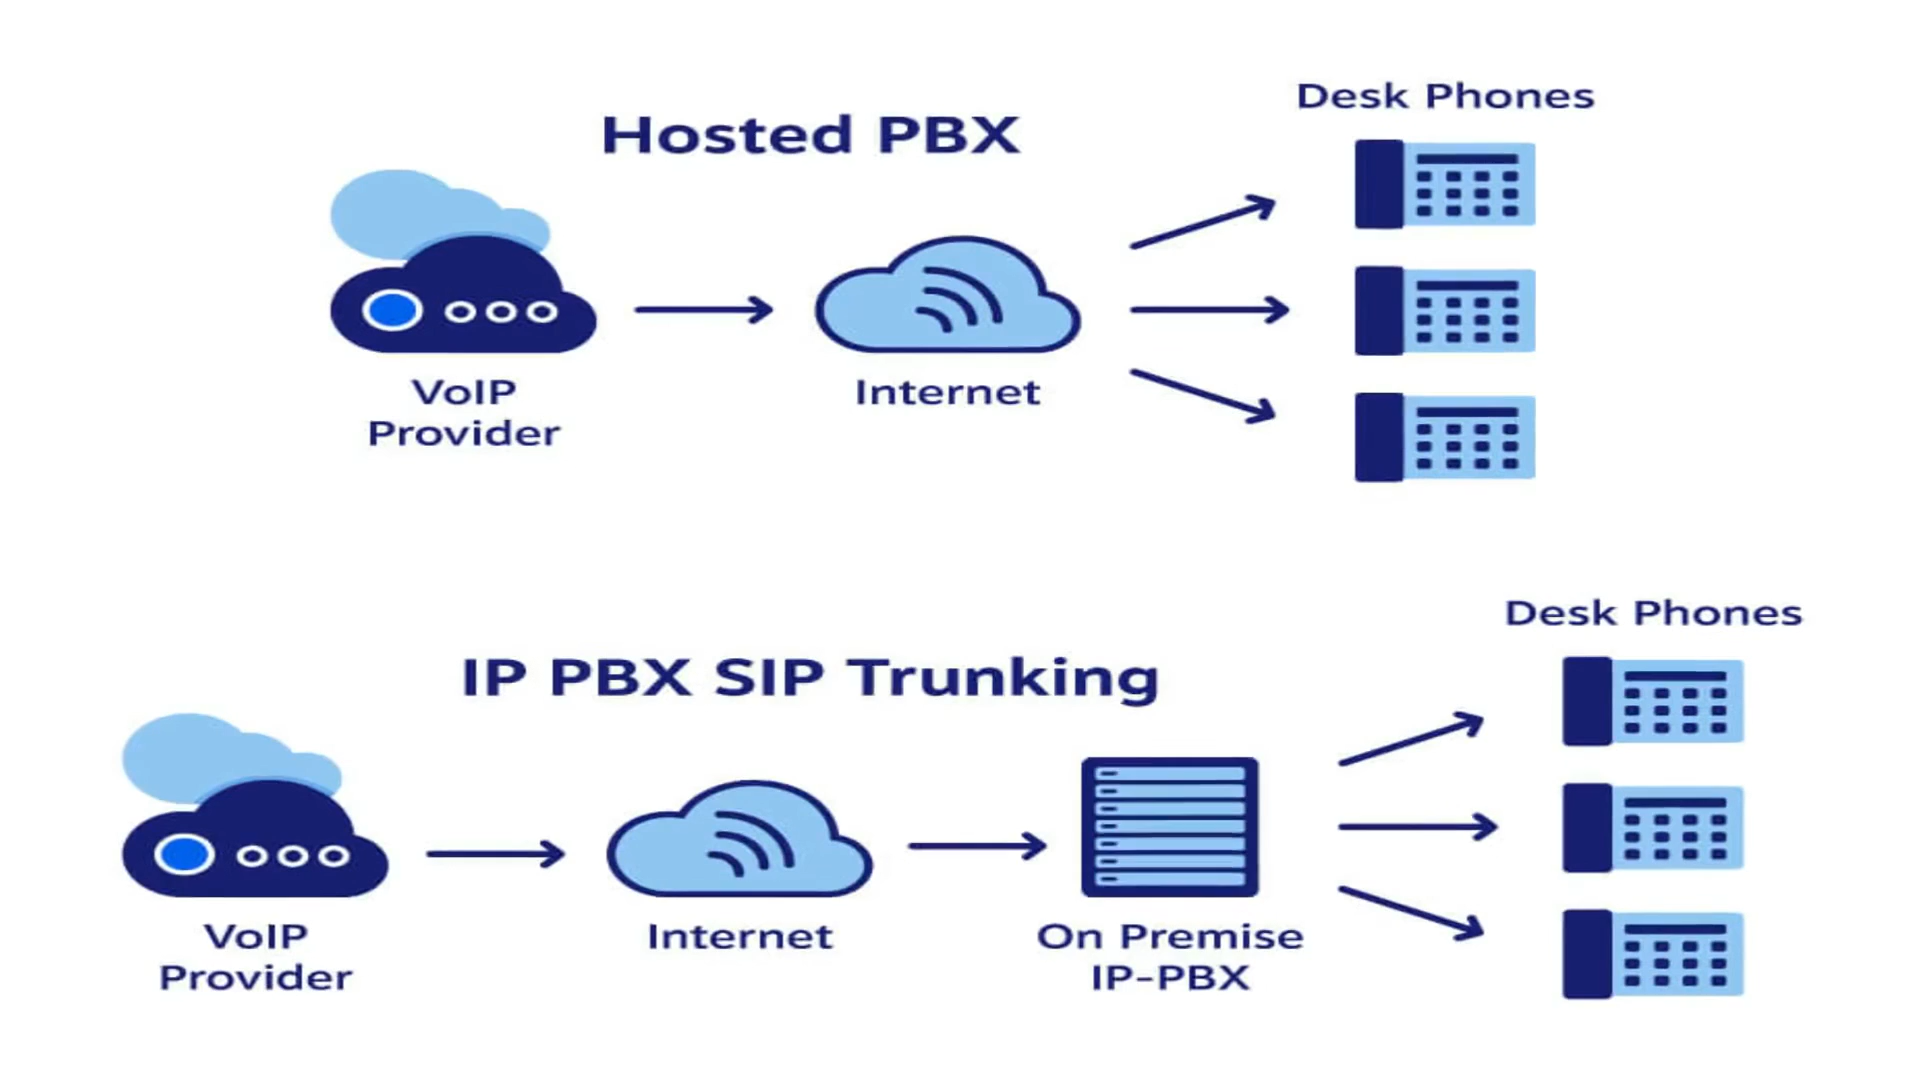 Hosted PBX
Desk Phones
VoIP
Provider
Internet
IP PBX SIP Trunking
Desk Phones
VoIP
Provider
Internet
On Premise
IP-PBX